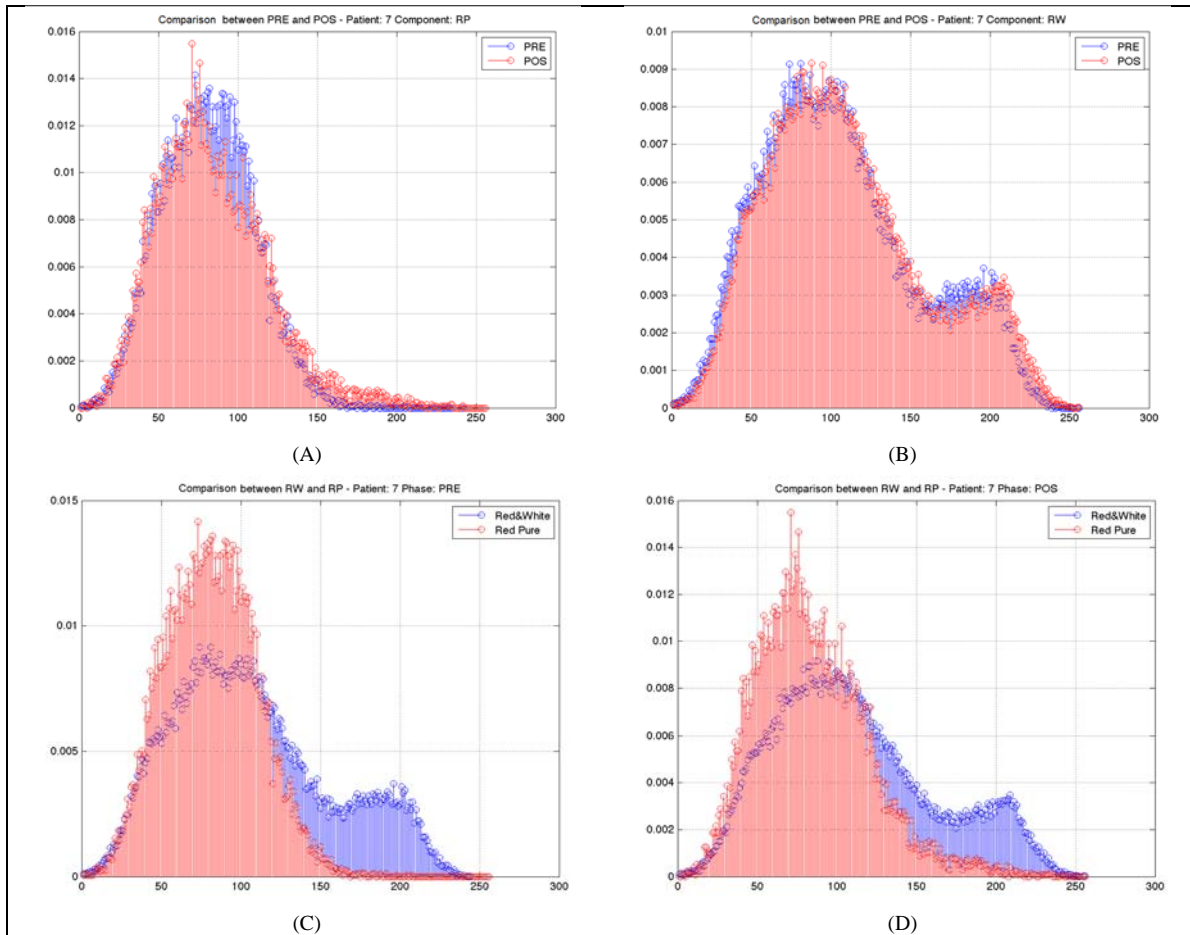 Comparison between PRE and POS - Patient: 7 Component: RP
0.016
0.014
0.012
0.01
0.008
0.006
0.004
0.002
0
0 50 100 150 200 250 300
PRE
POS
(A)
Comparison between PRE and POS - Patient: 7 Component: RW
0.01
0.009
0.008
0.007
0.006
0.005
0.004
0.003
0.002
0.001
0
0 50 100 150 200 250 300
PRE
POS
(B)
Comparison between RW and RP - Patient: 7 Phase: PRE
0.015
0.01
0.005
0
0 50 100 150 200 250 300
Red&White
Red Pure
(C)
Comparison between RW and RP - Patient: 7 Phase: POS
0.016
0.014
0.012
0.01
0.008
0.006
0.004
0.002
0
0 50 100 150 200 250 300
Red&White
Red Pure
(D)